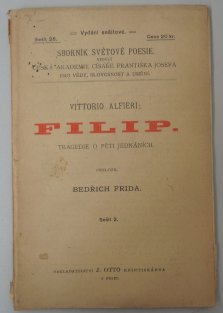 Vydání sešitové.
Sešit 26.
Cena 20 kr.
SBORNÍK SVĚTOVÉ POESIE.
VYDÁVÁ
ČESKÁ AKADEMIE CÍSAŘE FRANTIŠKA JOSEFA
PRO VĚDY, SLOVESNOST A UMĚNÍ.
VITTORIO ALFIERI:
FILIP.
TRAGEDIE O PĚTI JEDNÁNÍCH.
PŘELOŽIL
BEDŘICH FRIDA.
Sešit 2.
NAKLADATELSTVÍ J. OTTO KNIHTISKÁRNA
V PRAZE.